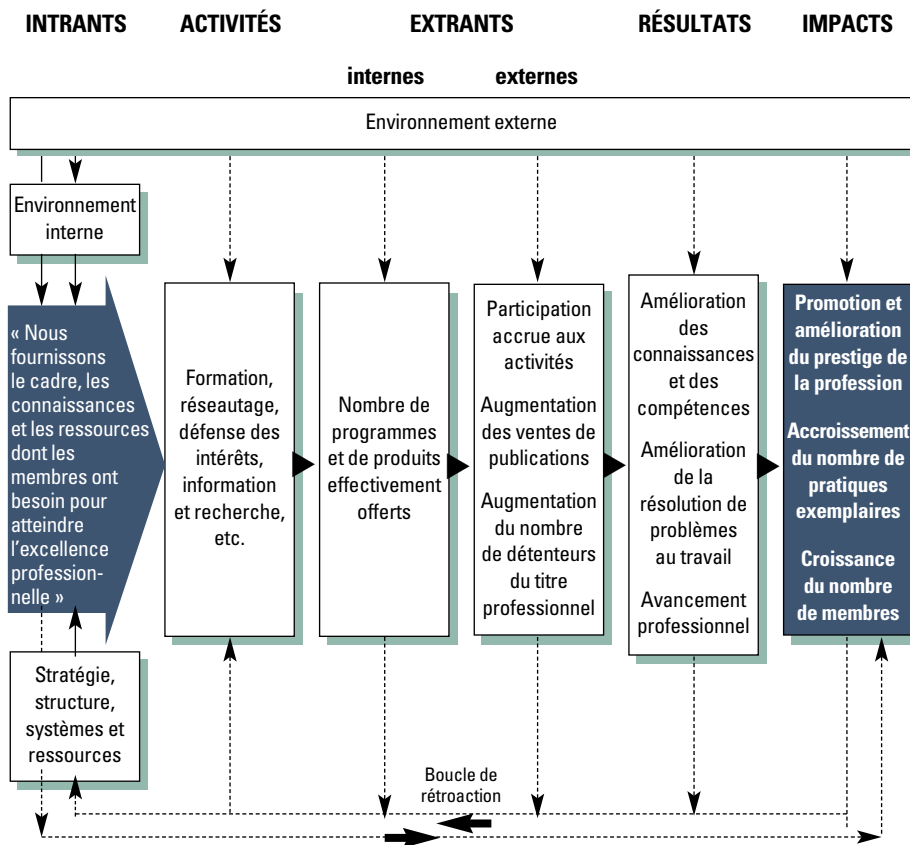 INTRANTS ACTIVITÉS EXTRANTS RÉSULTATS IMPACTS
internes externes
Environnement externe
Environnement
interne
« Nous
fournissons
le cadre, les
connaissances
et les ressources
dont les
membres ont
besoin pour
atteindre
l’excellence
profession-
nelle »
Stratégie,
structure,
systèmes et
ressources
Formation,
réseautage,
défense des
intérêts,
information
et recherche,
etc.
Nombre de
programmes
et de produits
effectivement
offerts
Participation
accrue aux
activités
Augmentation
des ventes de
publications
Augmentation
du nombre
de détenteurs
du titre
professionnel
Amélioration
des
connaissances
et des
compétences
Amélioration
de la
résolution de
problèmes
au travail
Avancement
professionnel
Promotion et
amélioration
du prestige de
la profession
Accroissement
du nombre de
pratiques
exemplaires
Croissance
du nombre
de membres
Boucle de
rétroaction